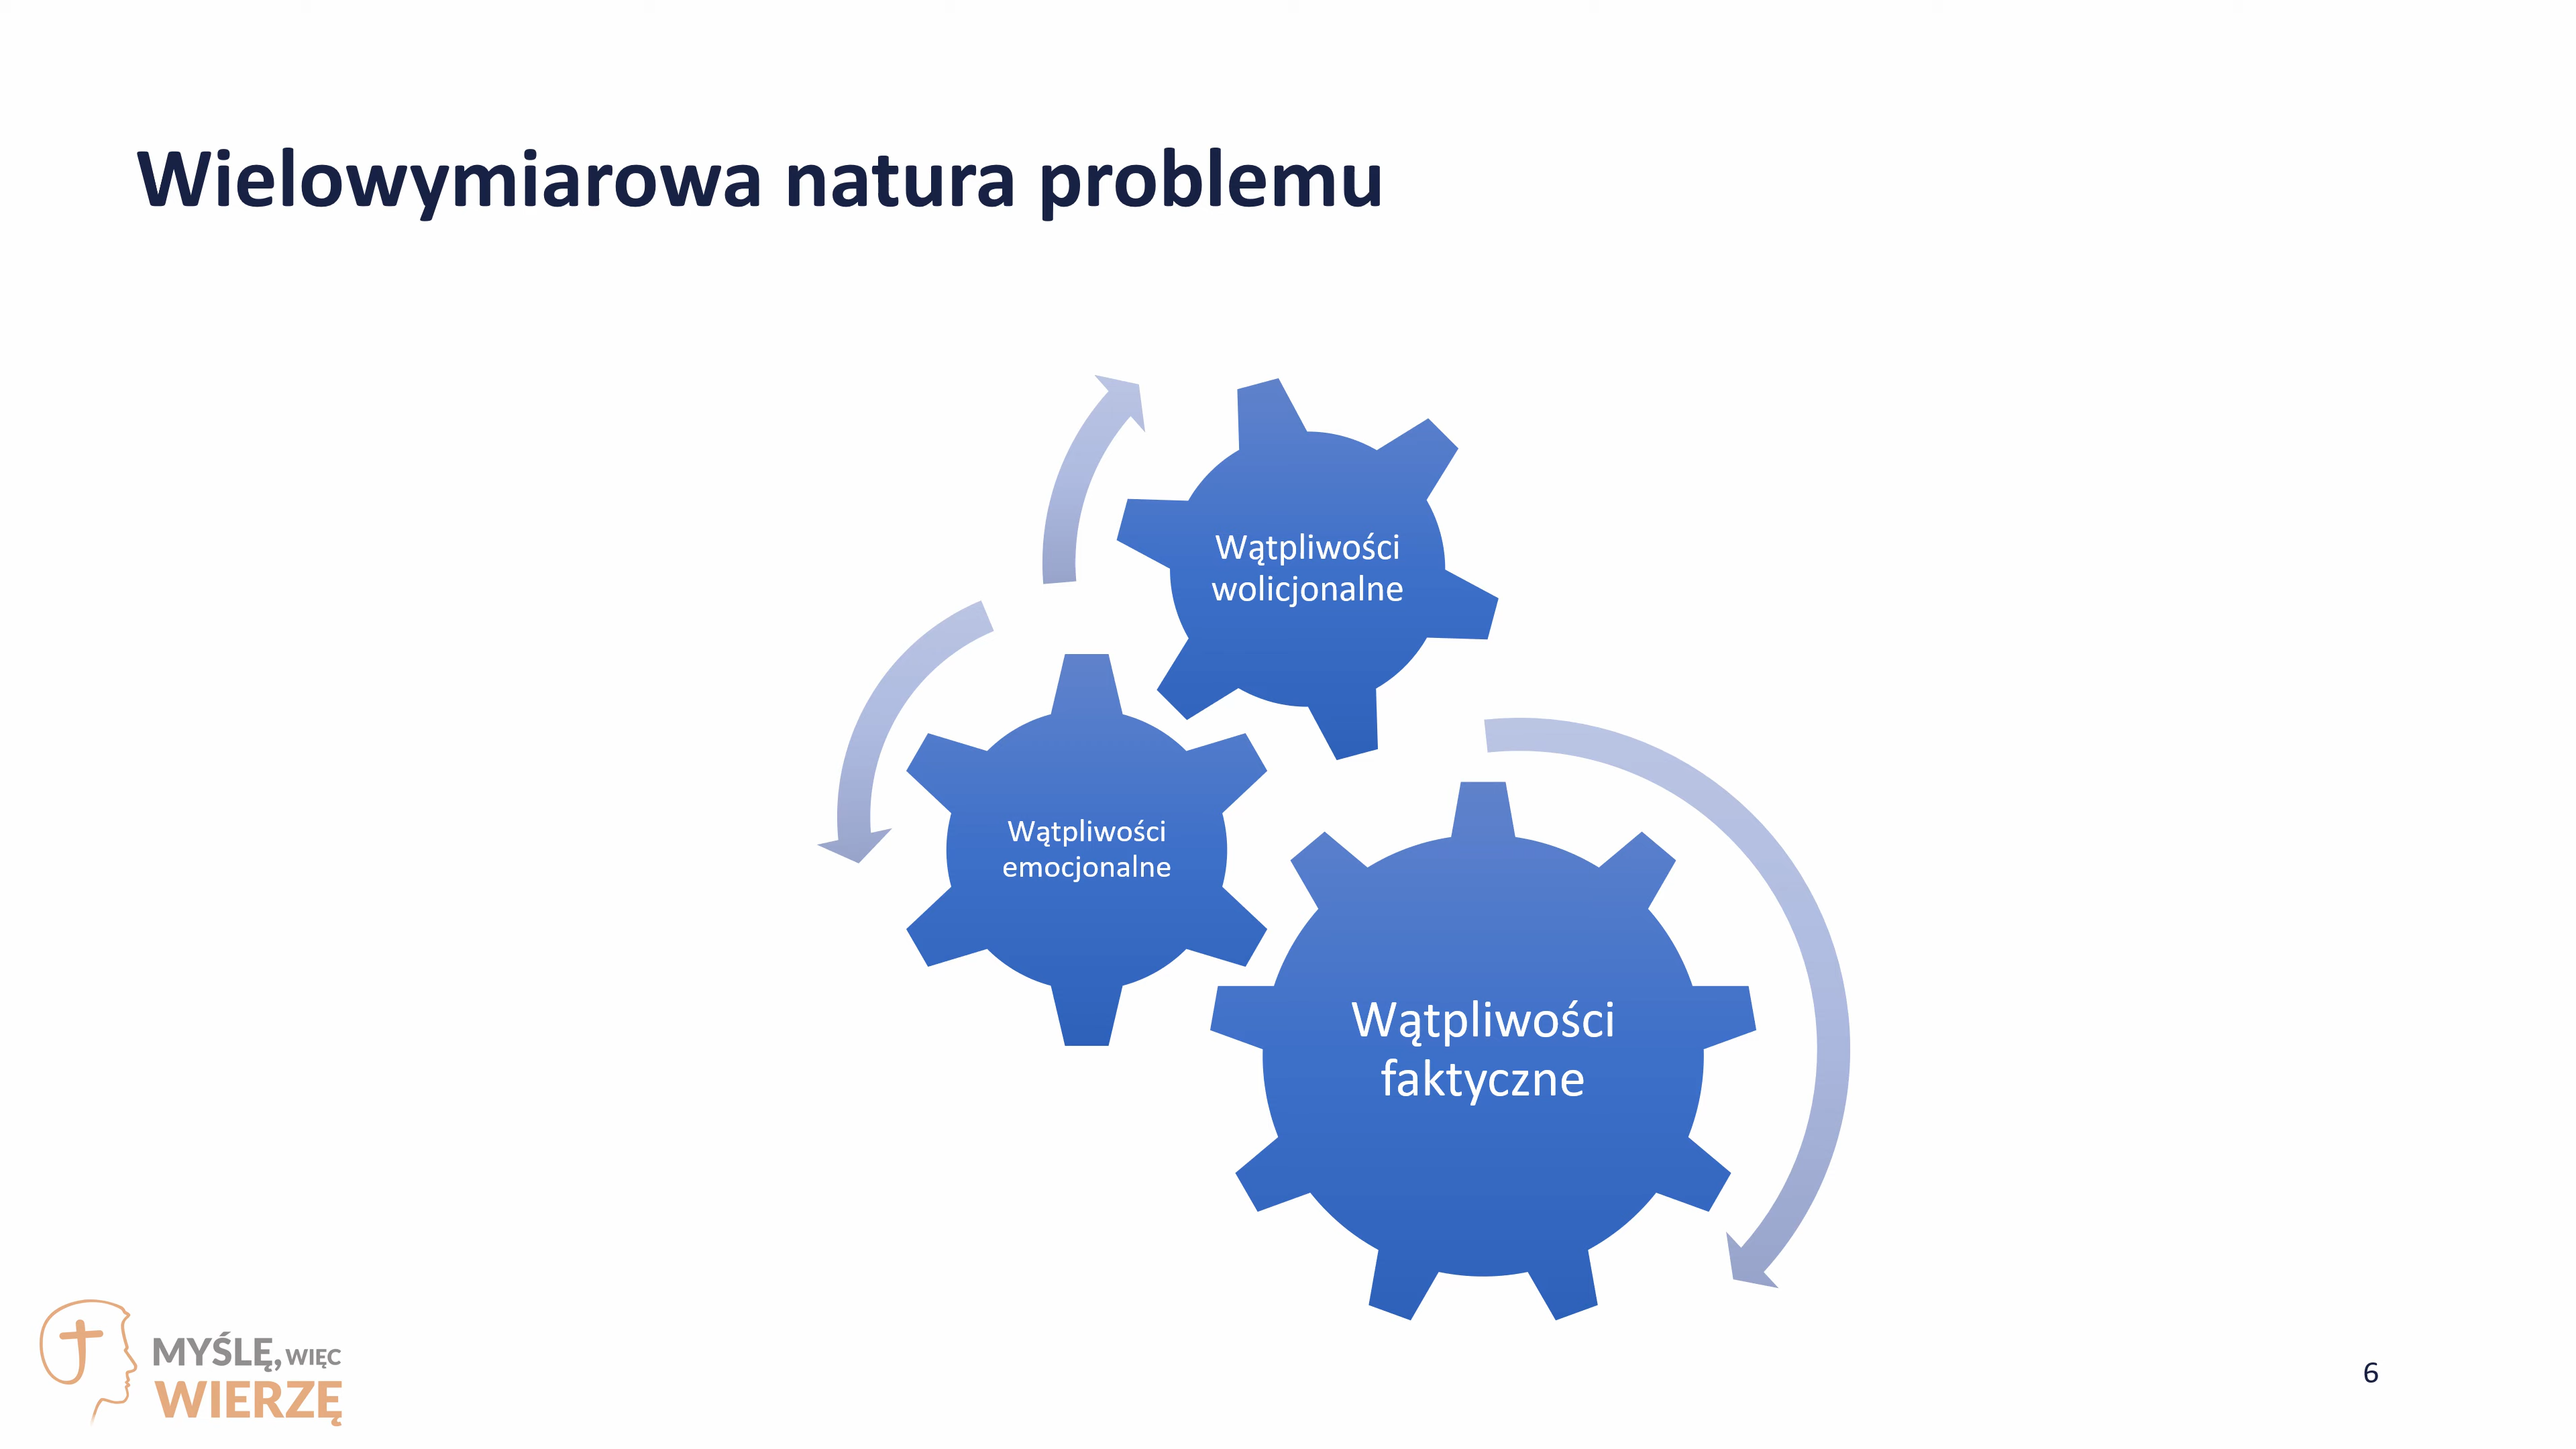 Wielowymiarowa natura problemu
Wątpliwości
wolicjonalne
Wątpliwości
emocjonalne
Wątpliwości
faktyczne
MYŚLĘ, WIĘC
WIERZĘ
6